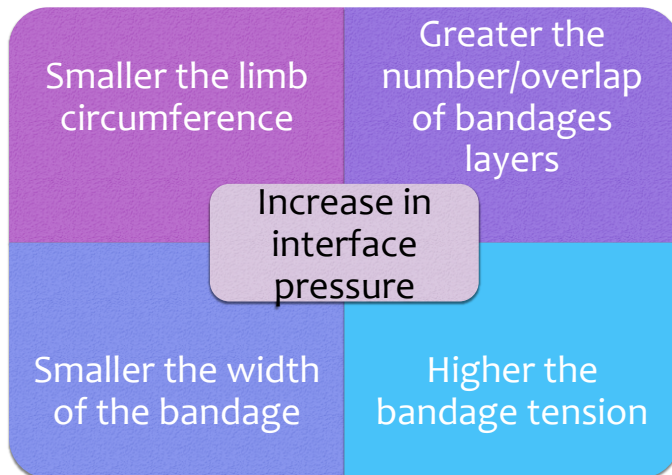 Smaller the limb
circumference
Greater the
number/overlap
of bandages
layers
Increase in
interface
pressure
Smaller the width
of the bandage
Higher the
bandage tension